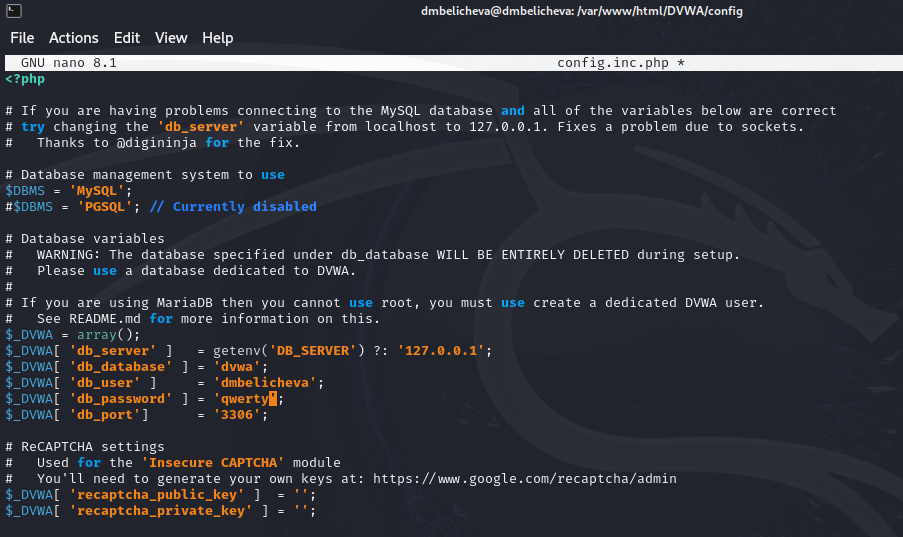 dmbelicheva@dmbelicheva: /var/www/html/DVWA/config
File Actions Edit View Help
GNU nano 8.1 config.inc.php *
<?php

# If you are having problems connecting to the MySQL database and all of the variables below are correct
# try changing the 'db_server' variable from localhost to 127.0.0.1. Fixes a problem due to sockets.
#   Thanks to @digininja for the fix.

# Database management system to use
$DBMS = 'MySQL';
#$DBMS = 'PGSQL'; // Currently disabled

# Database variables
#   WARNING: The database specified under db_database WILL BE ENTIRELY DELETED during setup.
#   Please use a database dedicated to DVWA.
#
# If you are using MariaDB then you cannot use root, you must use create a dedicated DVWA user.
#   See README.md for more information on this.
$_DVWA = array();
$_DVWA[ 'db_server' ]   = getenv('DB_SERVER') ?: '127.0.0.1';
$_DVWA[ 'db_database' ] = 'dvwa';
$_DVWA[ 'db_user' ]     = 'dmbelicheva';
$_DVWA[ 'db_password' ] = 'qwerty';
$_DVWA[ 'db_port']      = '3306';

# ReCAPTCHA settings
#   Used for the 'Insecure CAPTCHA' module
#   You'll need to generate your own keys at: https://www.google.com/recaptcha/admin
$_DVWA[ 'recaptcha_public_key' ]  = '';
$_DVWA[ 'recaptcha_private_key' ] = '';